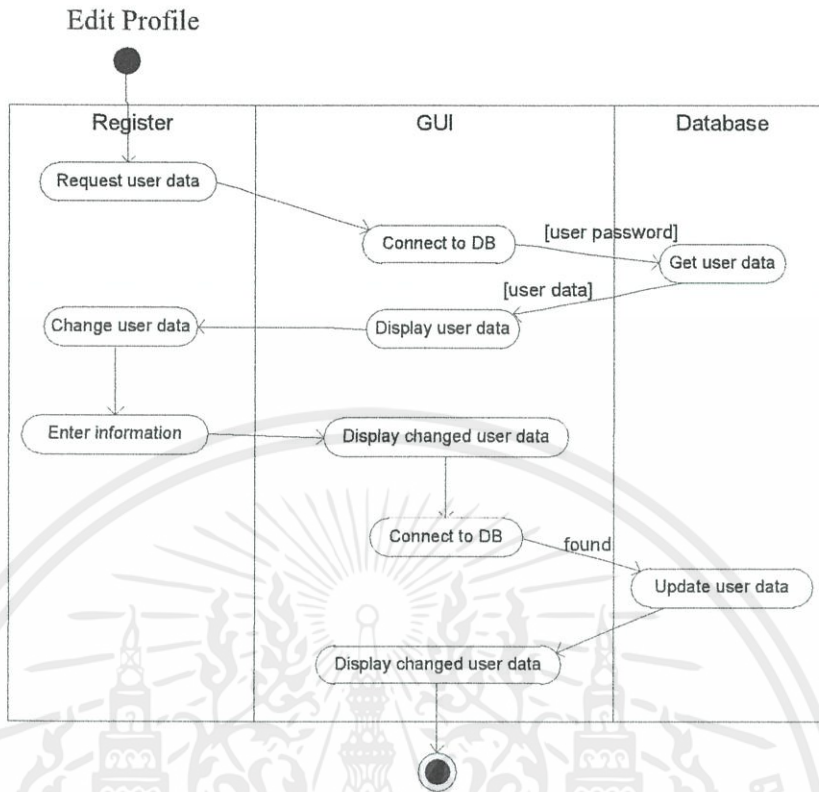 Edit Profile
Register
GUI
Database
Request user data
Connect to DB
[user password]
Get user data
[user data]
Display user data
Change user data
Enter information
Display changed user data
Connect to DB
found
Update user data
Display changed user data